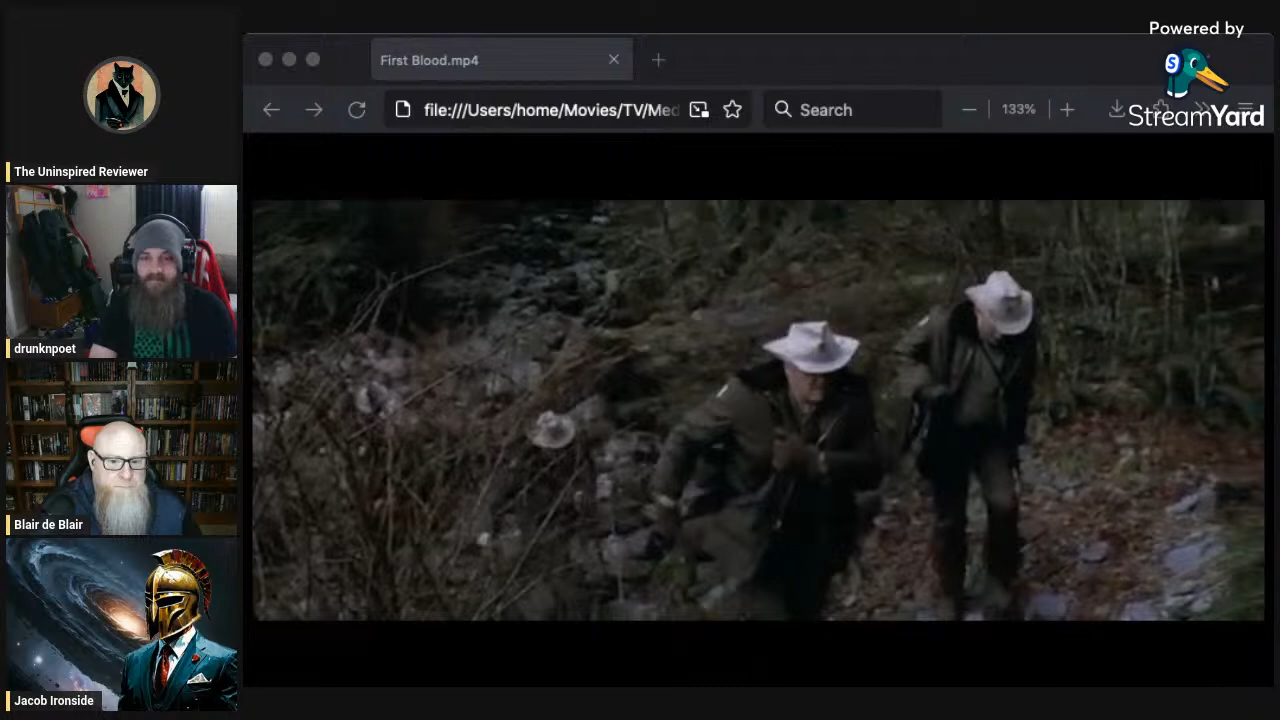 Powered by
StreamYard
First Blood.mp4
file:///Users/home/Movies/TV/Med
Search
133%
The Uninspired Reviewer
drunknpoet
Blair de Blair
Jacob Ironside